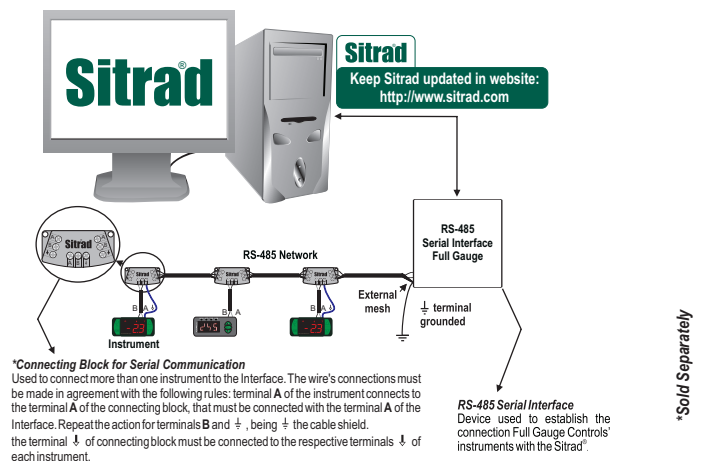 Sitrad®
Sitrad
Keep Sitrad updated in website:
http://www.sitrad.com
RS-485
Serial Interface
Full Gauge
RS-485 Network
Sitrad
A
B
A
B
Sitrad
Sitrad
Sitrad
External
mesh
⏚ terminal
grounded
B A
B A
B A
-23
245
-23
Instrument
*Connecting Block for Serial Communication
Used to connect more than one instrument to the Interface. The wire's connections must
be made in agreement with the following rules: terminal A of the instrument connects to
the terminal A of the connecting block, that must be connected with the terminal A of the
Interface. Repeat the action for terminals B and ⏚ , being ⏚ the cable shield.
the terminal ⇓ of connecting block must be connected to the respective terminals ⇓ of
each instrument.
RS-485 Serial Interface
Device used to establish the
connection Full Gauge Controls'
instruments with the Sitrad®.
*Sold Separately